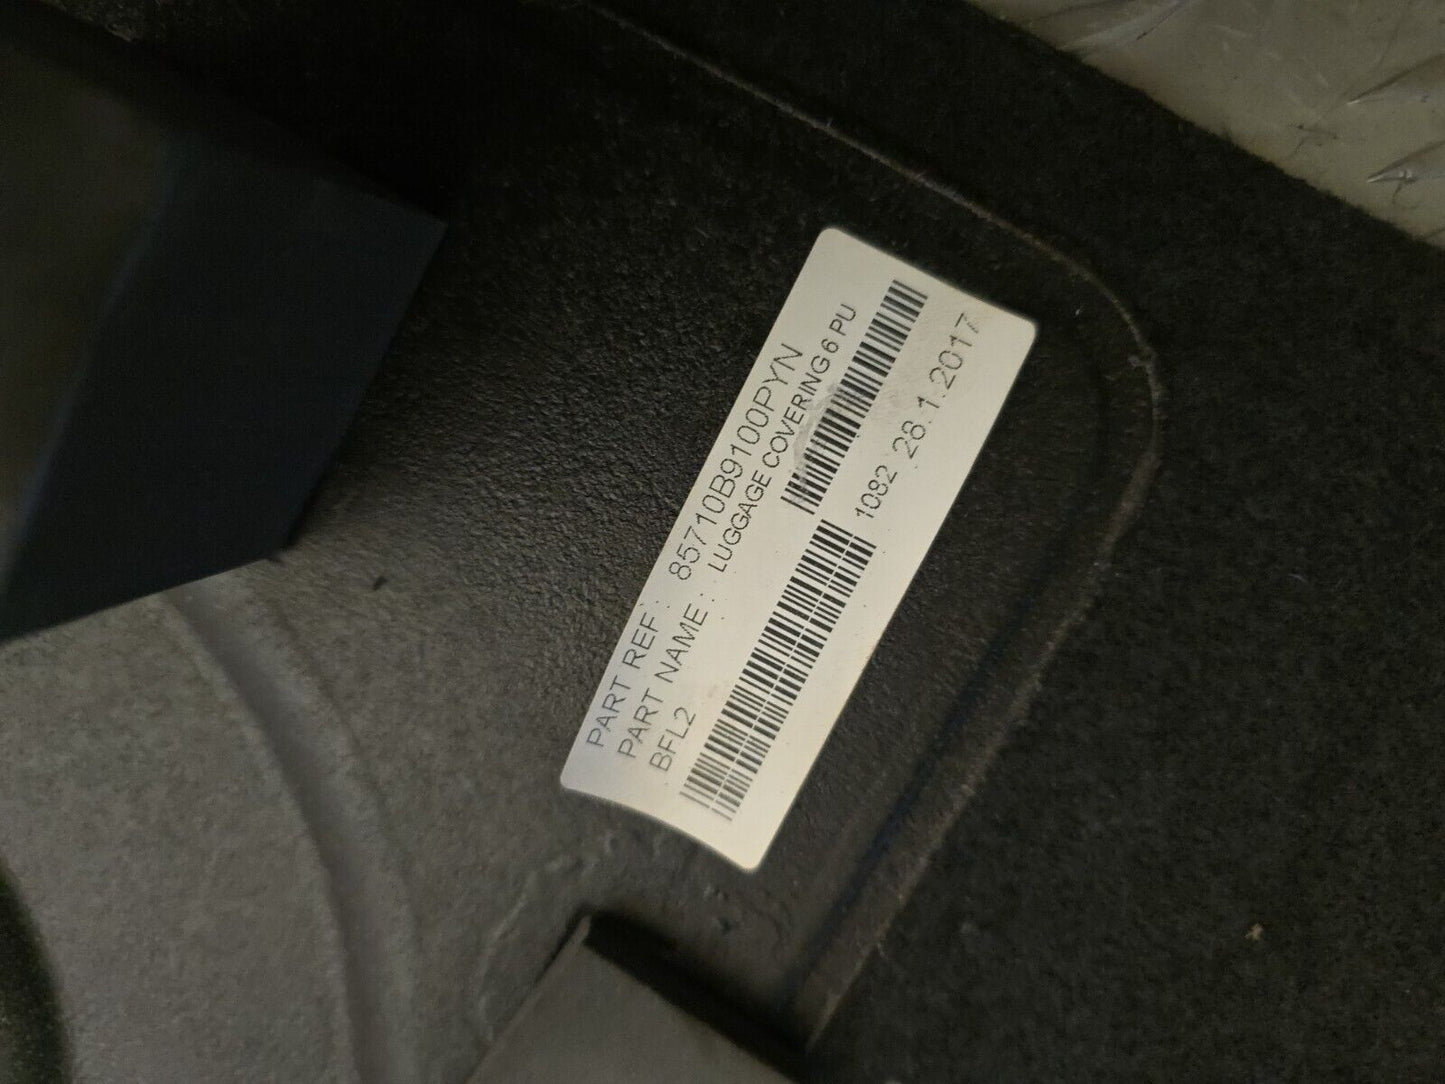 PART REF : 85710B9100PYN
PART NAME : LUGGAGE COVERING 6 PU
BFL2
1082 28.1.2017